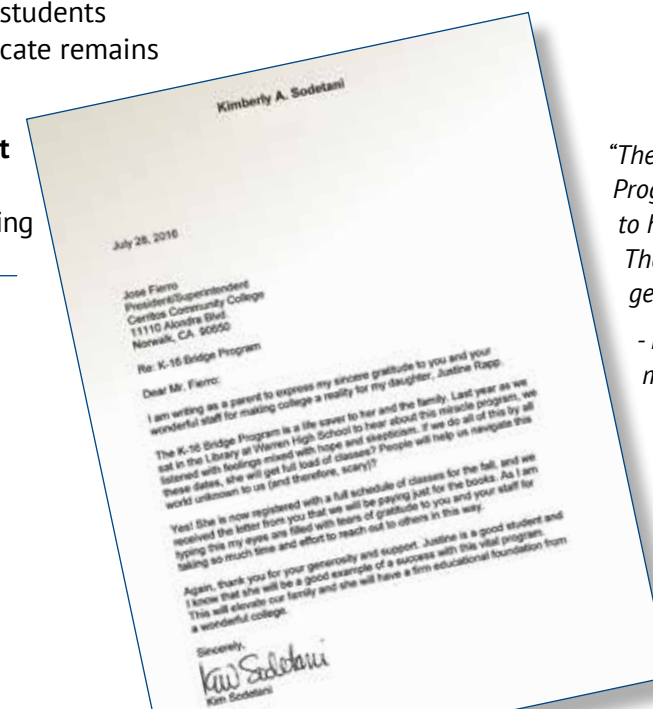 students
cate remains
t
ing
Kimberly A. Sodetani
July 28, 2016
Jose Fierro
President/Superintendent
Cerritos Community College
11110 Alondra Blvd.
Norwalk, CA 90650
Re: K-16 Bridge Program
Dear Mr. Fierro:
I am writing as a parent to express my sincere gratitude to you and your
wonderful staff for making college a reality for my daughter, Justine Rapp.
The K-16 Bridge Program is a life saver to her and the family. Last year as we
sat in the Library at Warren High School to hear about this miracle program, we
listened with feelings mixed with hope and skepticism. If we do all of this by all
these dates, she will get full load of classes? People will help us navigate this
world unknown to us (and therefore, scary)?
Yes! She is now registered with a full schedule of classes for the fall, and we
received the letter from you that we will be paying just for the books. As I am
typing this my eyes are filled with tears of gratitude to you and your staff for
taking so much time and effort to reach out to others in this way.
Again, thank you for your generosity and support. Justine is a good student and
I know that she will be a good example of a success with this vital program.
This will elevate our family and she will have a firm educational foundation from
a wonderful college.
Sincerely,
Kim Sodetani
Kim Sodetani
"The
Prog
to h
Th
ge
-
m